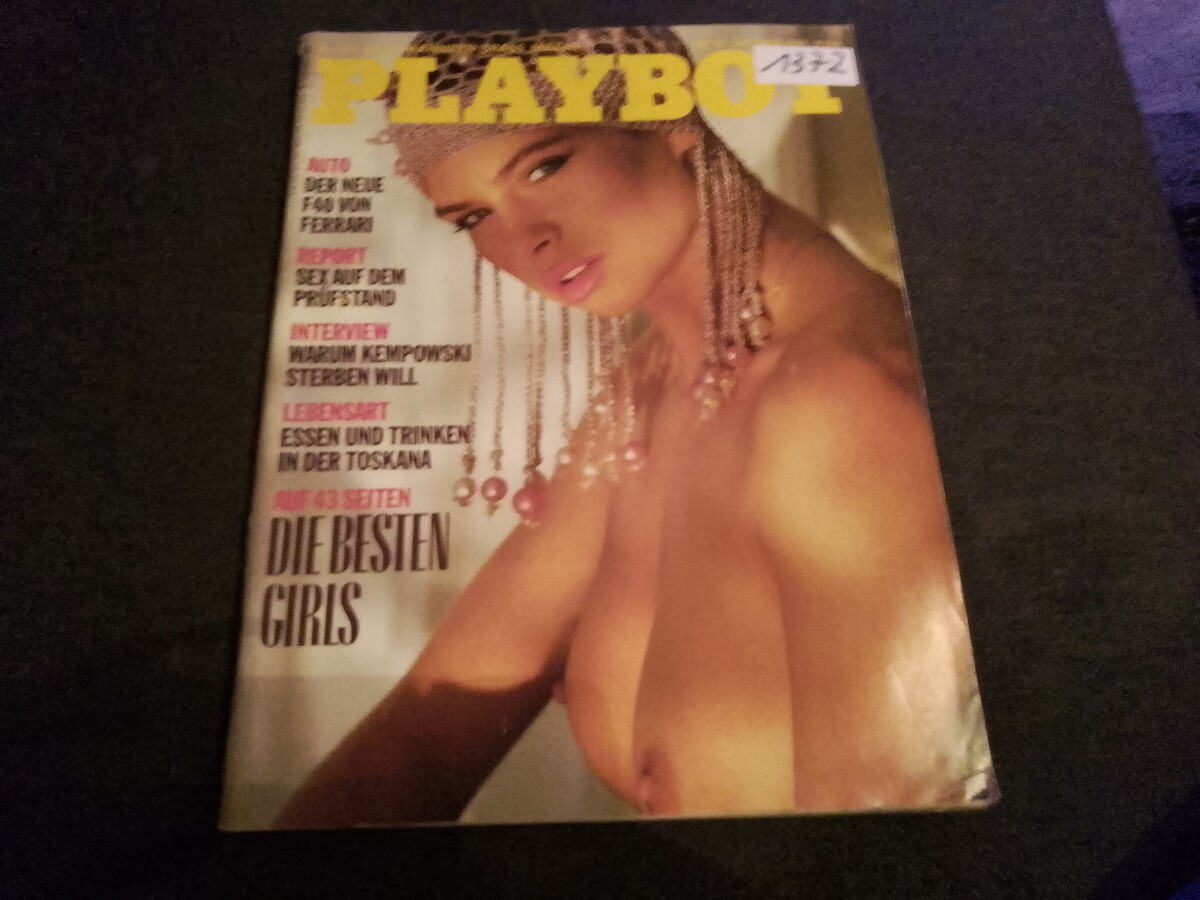 PLAYBOY
1372
AUTO
DER NEUE
F40 VON
FERRARI
REPORT
SEX AUF DEM
PRÜFSTAND
INTERVIEW
WARUM KEMPOWSKI
STERBEN WILL
LEBENSART
ESSEN UND TRINKEN
IN DER TOSKANA
AUF 43 SEITEN
DIE BESTEN
GIRLS